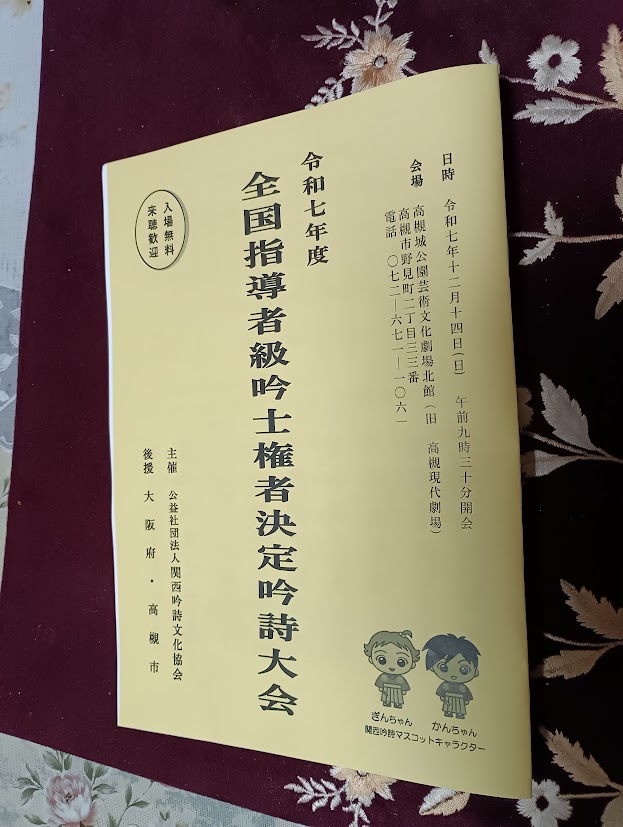 日時　令和七年十二月十四日(日)　午前九時三十分開会
会場　高槻城公園芸術文化劇場北館(旧　高槻現代劇場)
高槻市野見町二丁目三三番
電話　〇七二―六七一―一〇六一
令和七年度
全国指導者級吟士権者決定吟詩大会
入場無料
来聴歓迎
主催　公益社団法人関西吟詩文化協会
後援　大阪府・高槻市
ぎんちゃん　かんちゃん
関西吟詩マスコットキャラクター